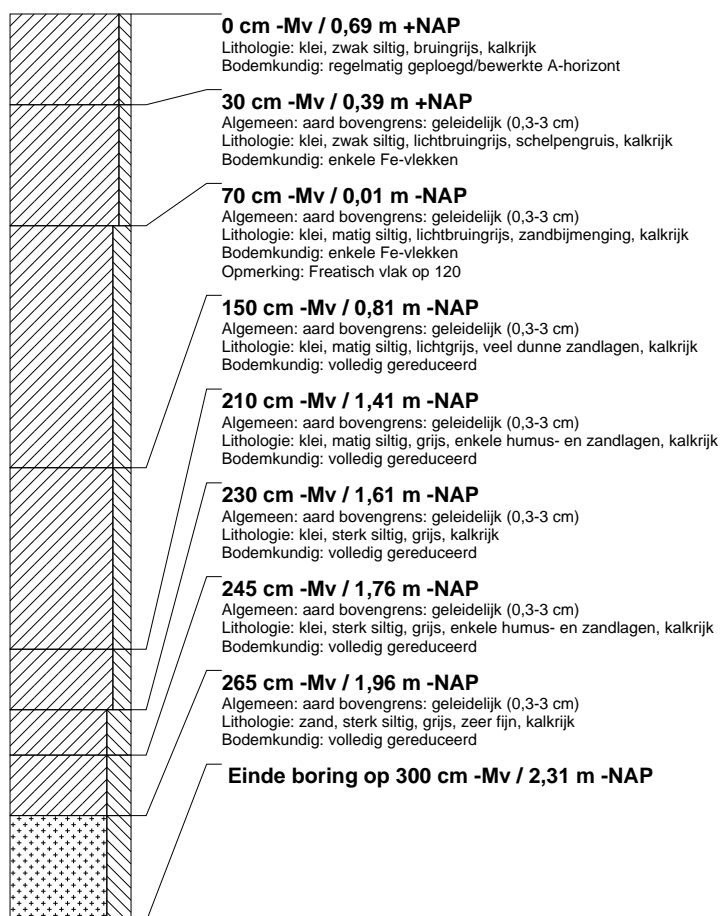 0 cm -Mv / 0,69 m +NAP
Lithologie: klei, zwak siltig, bruingrijs, kalkrijk
Bodemkundig: regelmatig geploegd/bewerkte A-horizont
30 cm -Mv / 0,39 m +NAP
Algemeen: aard bovengrens: geleidelijk (0,3-3 cm)
Lithologie: klei, zwak siltig, lichtbruingrijs, schelpengruis, kalkrijk
Bodemkundig: enkele Fe-vlekken
70 cm -Mv / 0,01 m -NAP
Algemeen: aard bovengrens: geleidelijk (0,3-3 cm)
Lithologie: klei, matig siltig, lichtbruingrijs, zandbijmenging, kalkrijk
Bodemkundig: enkele Fe-vlekken
Opmerking: Freatisch vlak op 120
150 cm -Mv / 0,81 m -NAP
Algemeen: aard bovengrens: geleidelijk (0,3-3 cm)
Lithologie: klei, matig siltig, lichtgrijs, veel dunne zandlagen, kalkrijk
Bodemkundig: volledig gereduceerd
210 cm -Mv / 1,41 m -NAP
Algemeen: aard bovengrens: geleidelijk (0,3-3 cm)
Lithologie: klei, matig siltig, grijs, enkele humus- en zandlagen, kalkrijk
Bodemkundig: volledig gereduceerd
230 cm -Mv / 1,61 m -NAP
Algemeen: aard bovengrens: geleidelijk (0,3-3 cm)
Lithologie: klei, sterk siltig, grijs, kalkrijk
Bodemkundig: volledig gereduceerd
245 cm -Mv / 1,76 m -NAP
Algemeen: aard bovengrens: geleidelijk (0,3-3 cm)
Lithologie: klei, sterk siltig, grijs, enkele humus- en zandlagen, kalkrijk
Bodemkundig: volledig gereduceerd
265 cm -Mv / 1,96 m -NAP
Algemeen: aard bovengrens: geleidelijk (0,3-3 cm)
Lithologie: zand, sterk siltig, grijs, zeer fijn, kalkrijk
Bodemkundig: volledig gereduceerd
Einde boring op 300 cm -Mv / 2,31 m -NAP